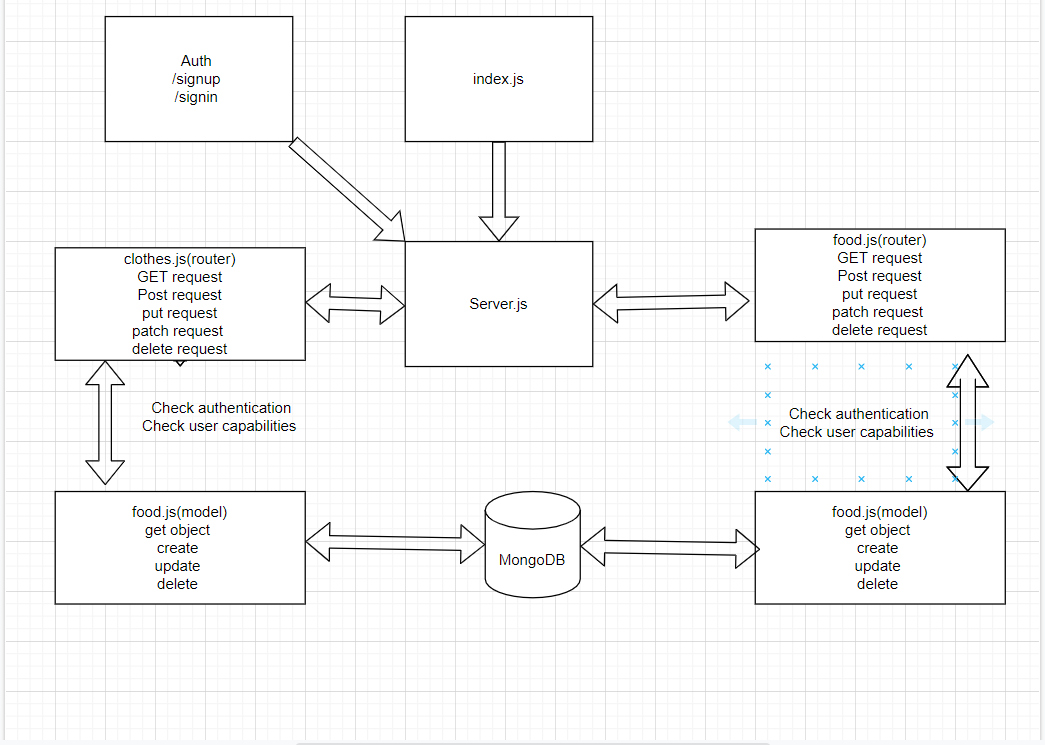 Auth
/signup
/signin
index.js
clothes.js(router)
GET request
Post request
put request
patch request
delete request
Server.js
food.js(router)
GET request
Post request
put request
patch request
delete request
Check authentication
Check user capabilities
Check authentication
Check user capabilities
food.js(model)
get object
create
update
delete
MongoDB
food.js(model)
get object
create
update
delete